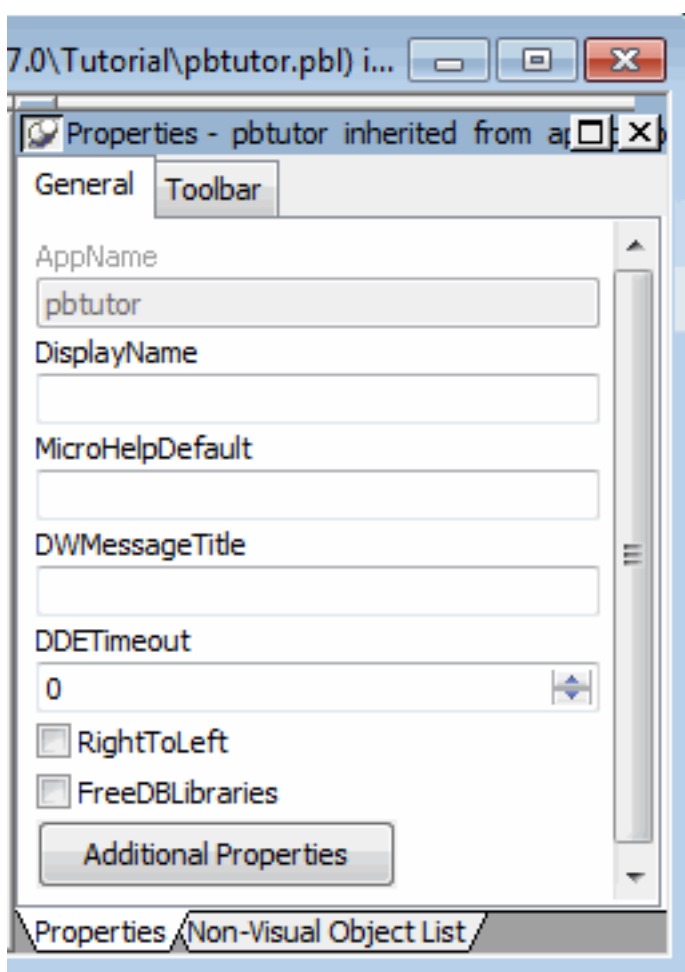 7.0\Tutorial\pbtutor.pbl) i...
Properties - pbtutor inherited from
General Toolbar
AppName
pbtutor
DisplayName
MicroHelpDefault
DWMessageTitle
DDETimeout
0
RightToLeft
FreeDBLibraries
Additional Properties
Properties Non-Visual Object List